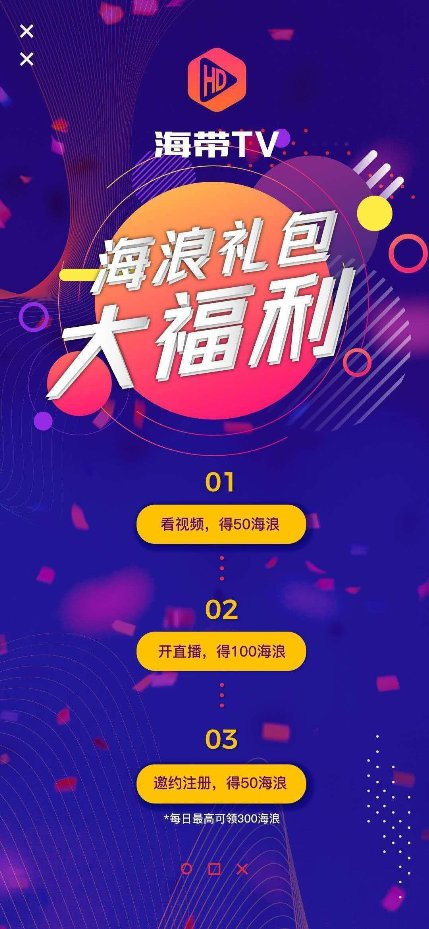 HD
海带TV
海浪礼包
大福利
01
看视频，得50海浪
02
开直播，得100海浪
03
邀约注册，得50海浪
*每日最高可领300海浪